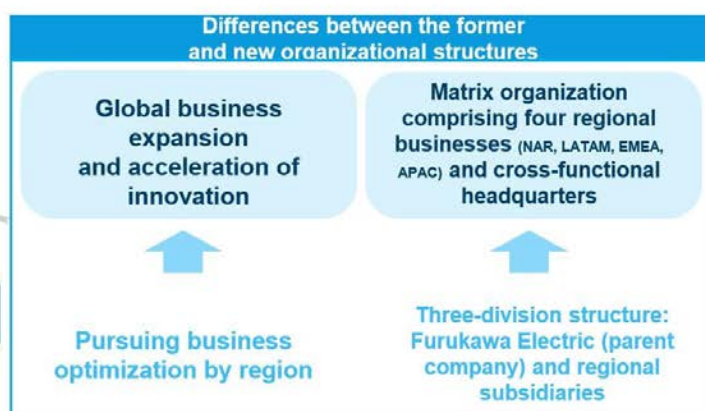 Differences between the former
and new organizational structures
Global business
expansion
and acceleration of
innovation
Matrix organization
comprising four regional
businesses (NAR, LATAM, EMEA,
APAC) and cross-functional
headquarters
Pursuing business
optimization by region
Three-division structure:
Furukawa Electric (parent
company) and regional
subsidiaries